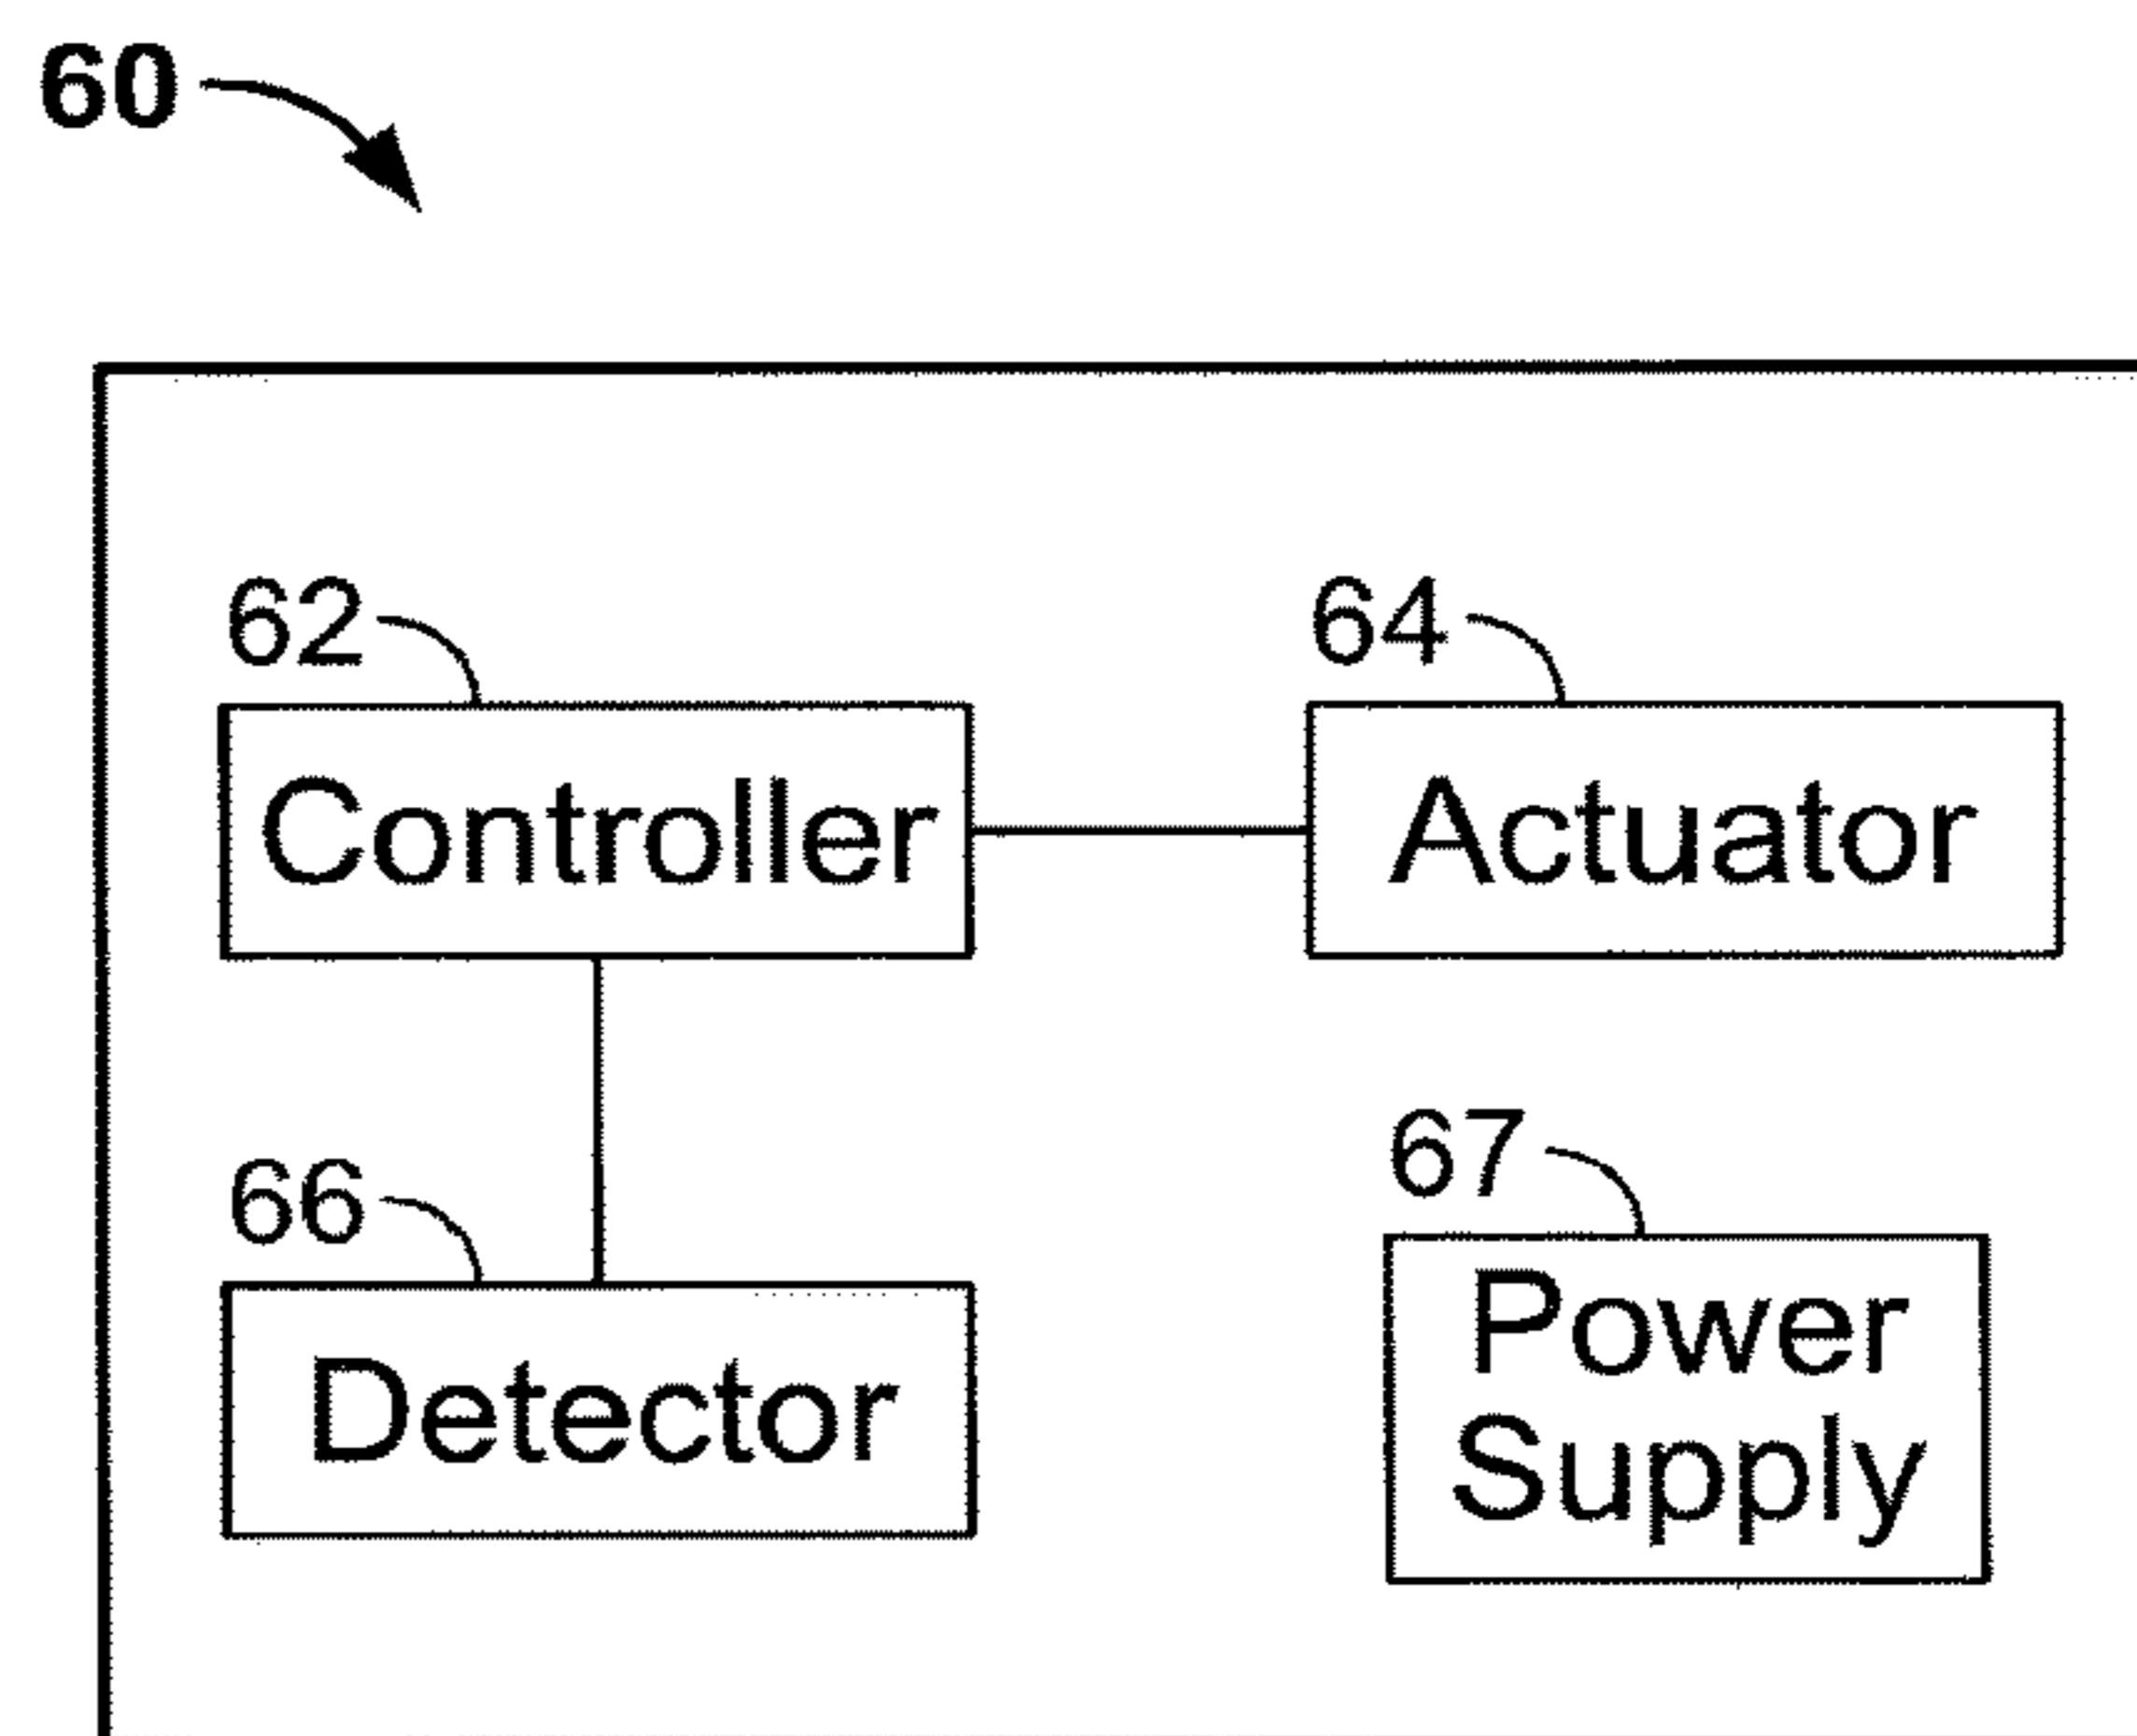 60
62
Controller
64
Actuator
66
Detector
67
Power
Supply